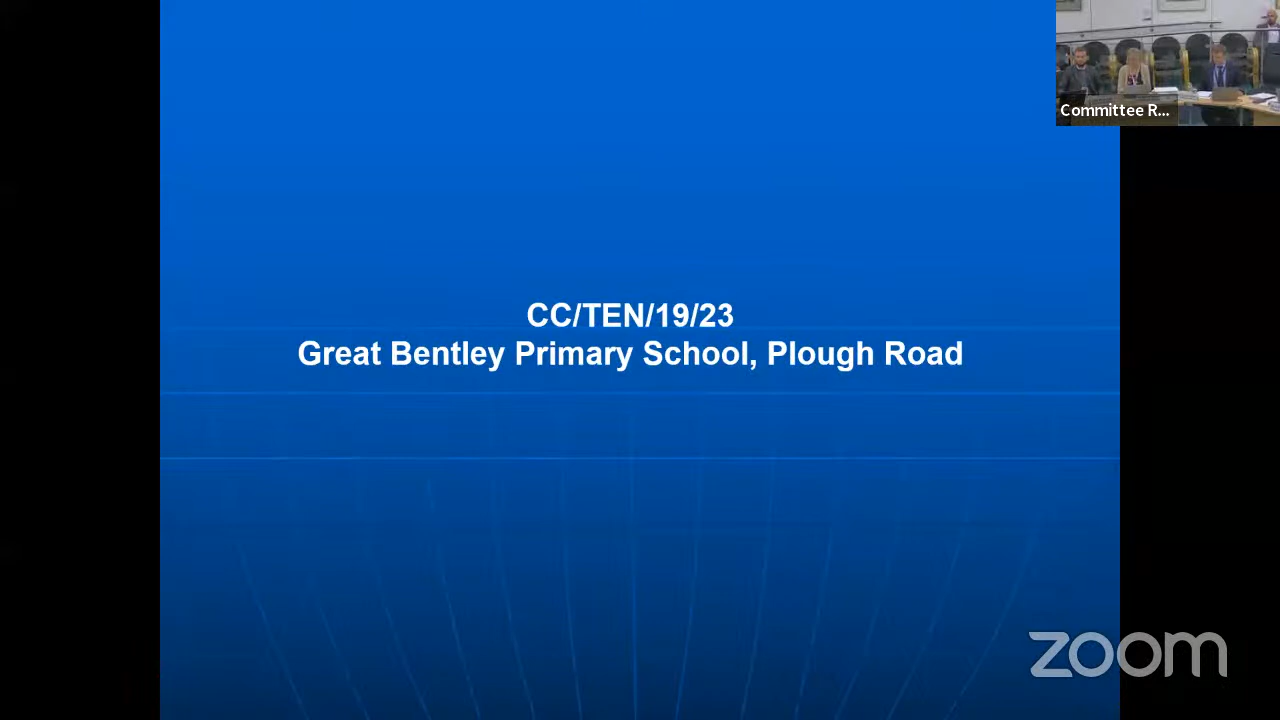 Committee R...
CC/TEN/19/23
Great Bentley Primary School, Plough Road
zoom